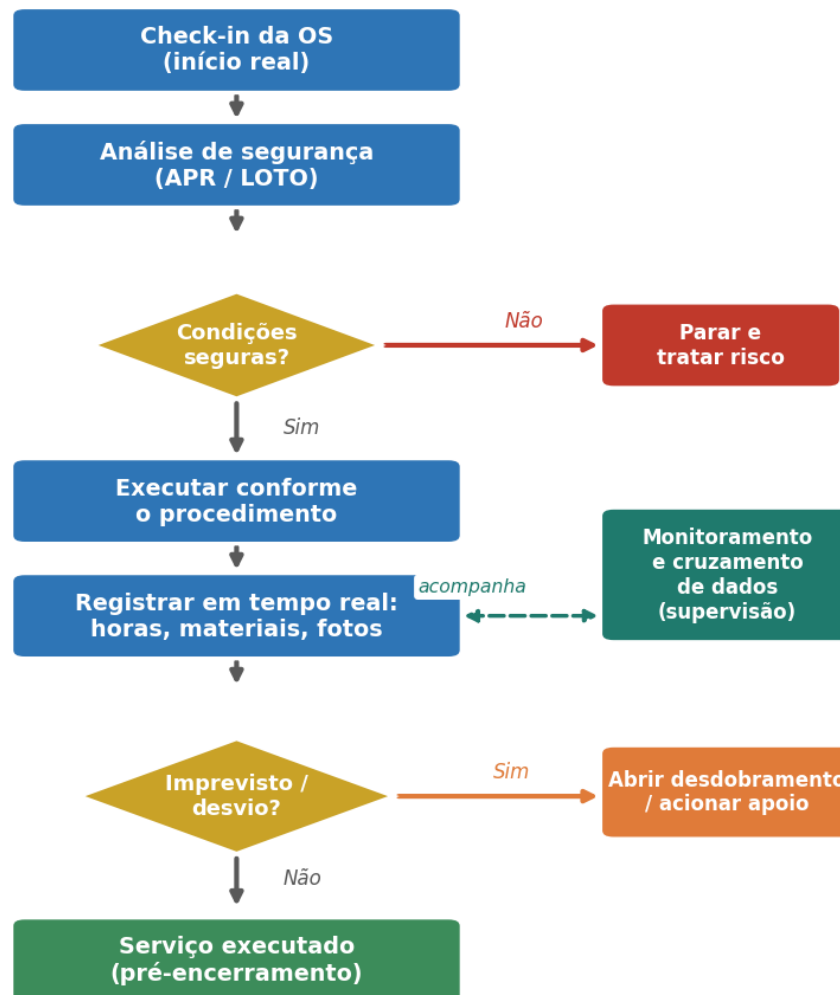 Check-in da OS
(início real)
Análise de segurança
(APR / LOTO)
Condições
seguras?
Não
Parar e
tratar risco
Sim
Executar conforme
o procedimento
Monitoramento
e cruzamento
de dados
(supervisão)
acompanha
Registrar em tempo real:
horas, materiais, fotos
Imprevisto /
desvio?
Sim
Abrir desdobramento
/ acionar apoio
Não
Serviço executado
(pré-encerramento)